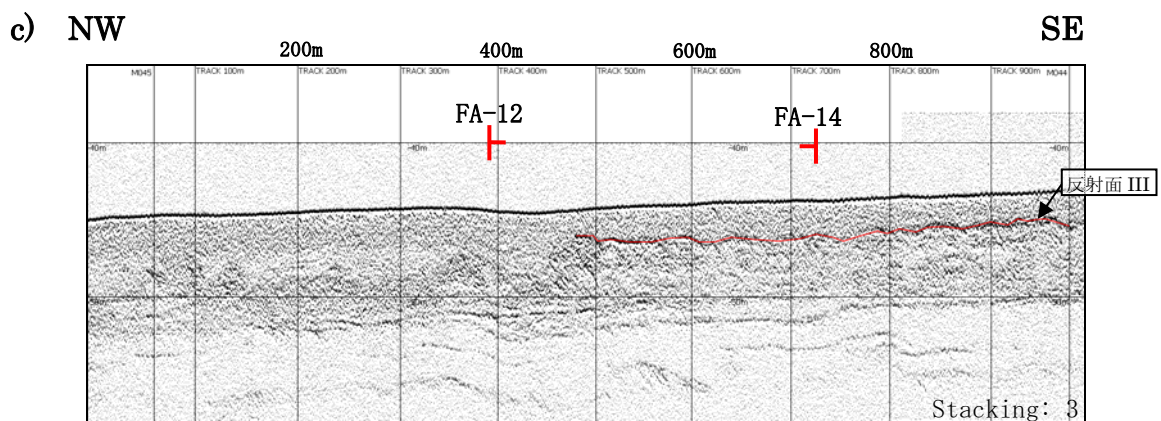 c) NW SE
200m 400m 600m 800m
M045 TRACK 100m TRACK 200m TRACK 300m TRACK 400m TRACK 500m TRACK 600m TRACK 700m TRACK 800m TRACK 900m M044
FA-12 FA-14
-40m -40m -40m -40m
反射面 III
Stacking: 3